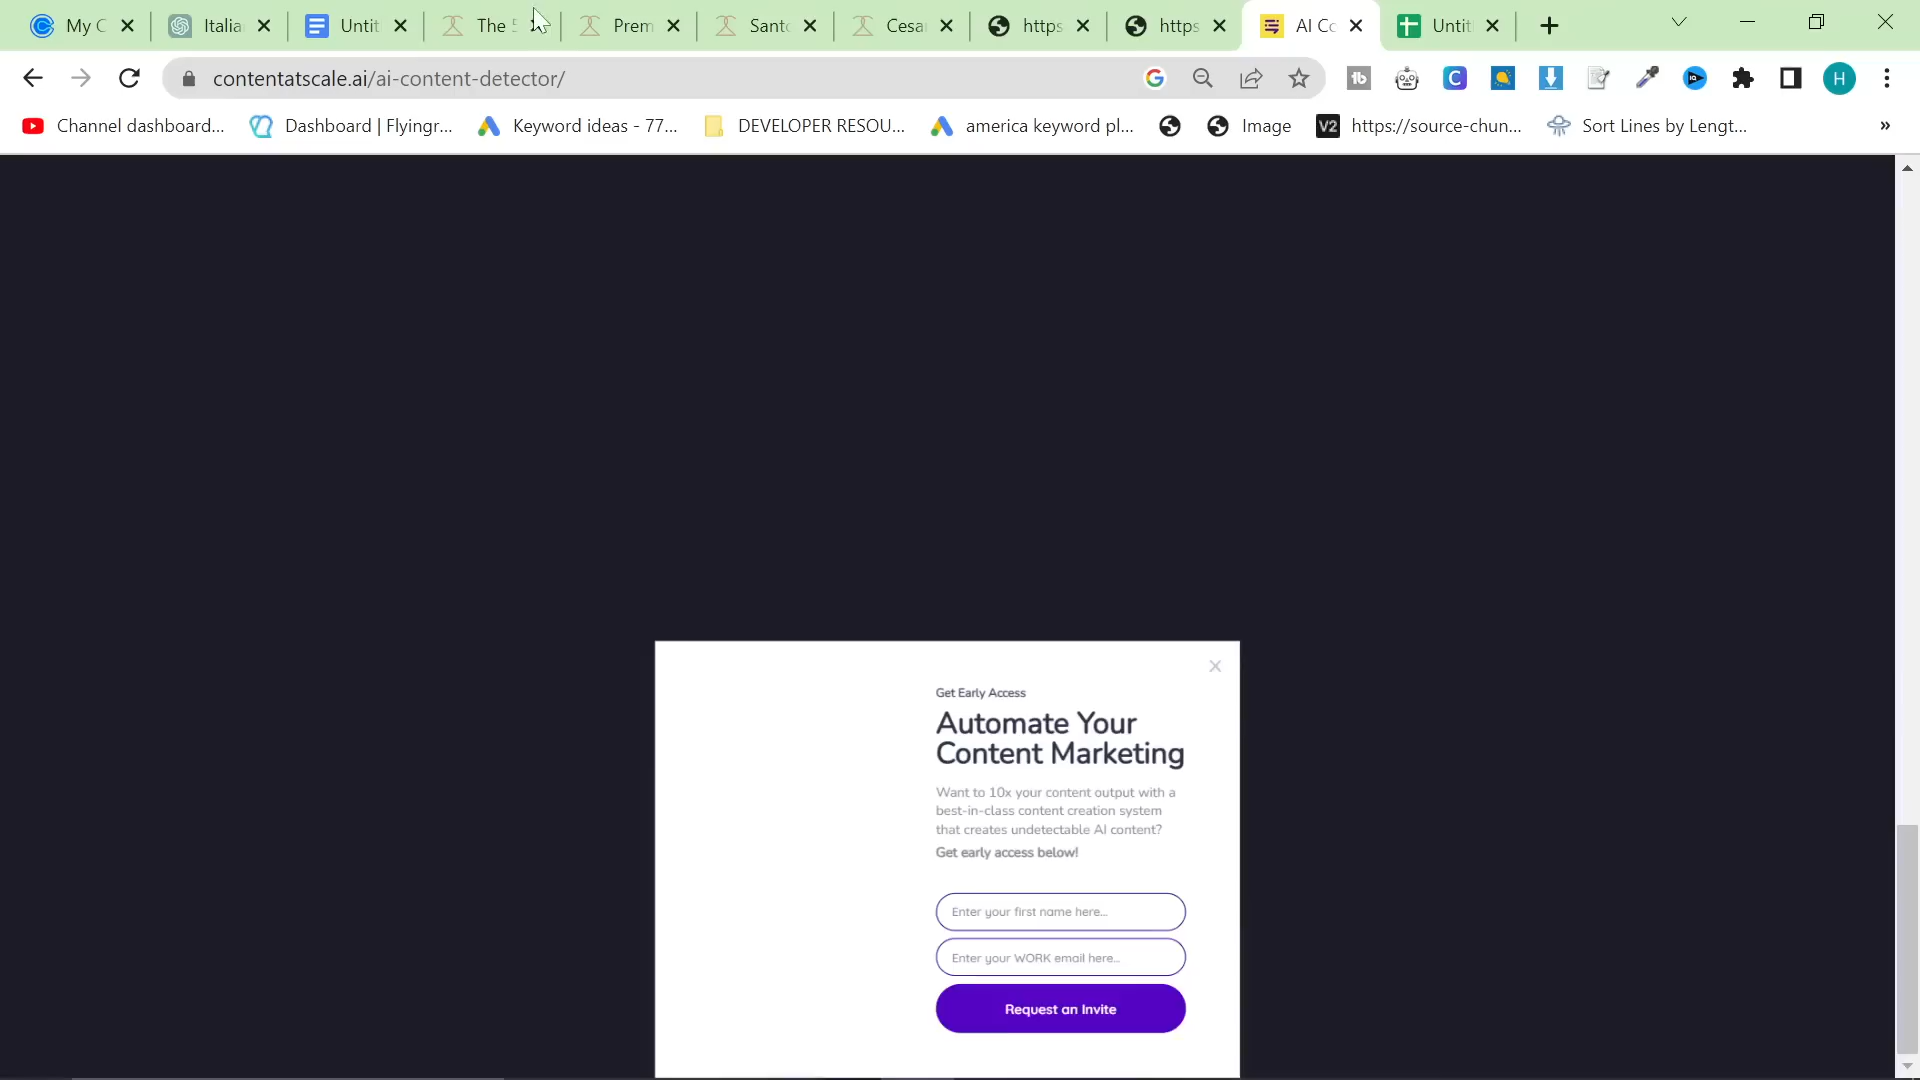 My C
Italia
Untit
The 5
Prem
Santo
Cesa
https
https
AI Co
Untit
contentatscale.ai/ai-content-detector/
H
Channel dashboard...
Dashboard | Flyingr...
Keyword ideas - 77...
DEVELOPER RESOU...
america keyword pl...
Image
V2
https://source-chun...
Sort Lines by Lengt...
»
Get Early Access
Automate Your
Content Marketing
Want to 10x your content output with a
best-in-class content creation system
that creates undetectable AI content?
Get early access below!
Enter your first name here...
Enter your WORK email here...
Request an Invite